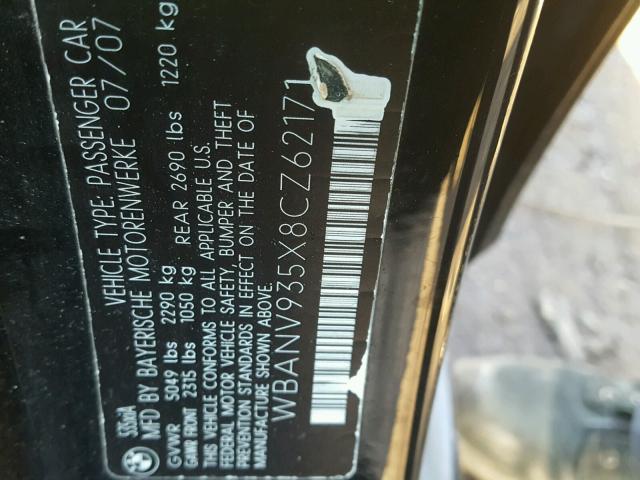 VEHICLE TYPE: PASSENGER CAR
MFD BY BAYERISCHE MOTORENWERKE 07/07
GVWR 5049 lbs 2290 kg
GAWR FRONT 2315 lbs 1050 kg REAR 2690 lbs 1220 kg
THIS VEHICLE CONFORMS TO ALL APPLICABLE U.S.
FEDERAL MOTOR VEHICLE SAFETY, BUMPER AND THEFT
PREVENTION STANDARDS IN EFFECT ON THE DATE OF
MANUFACTURE SHOWN ABOVE.
WBANV935X8CZ62171